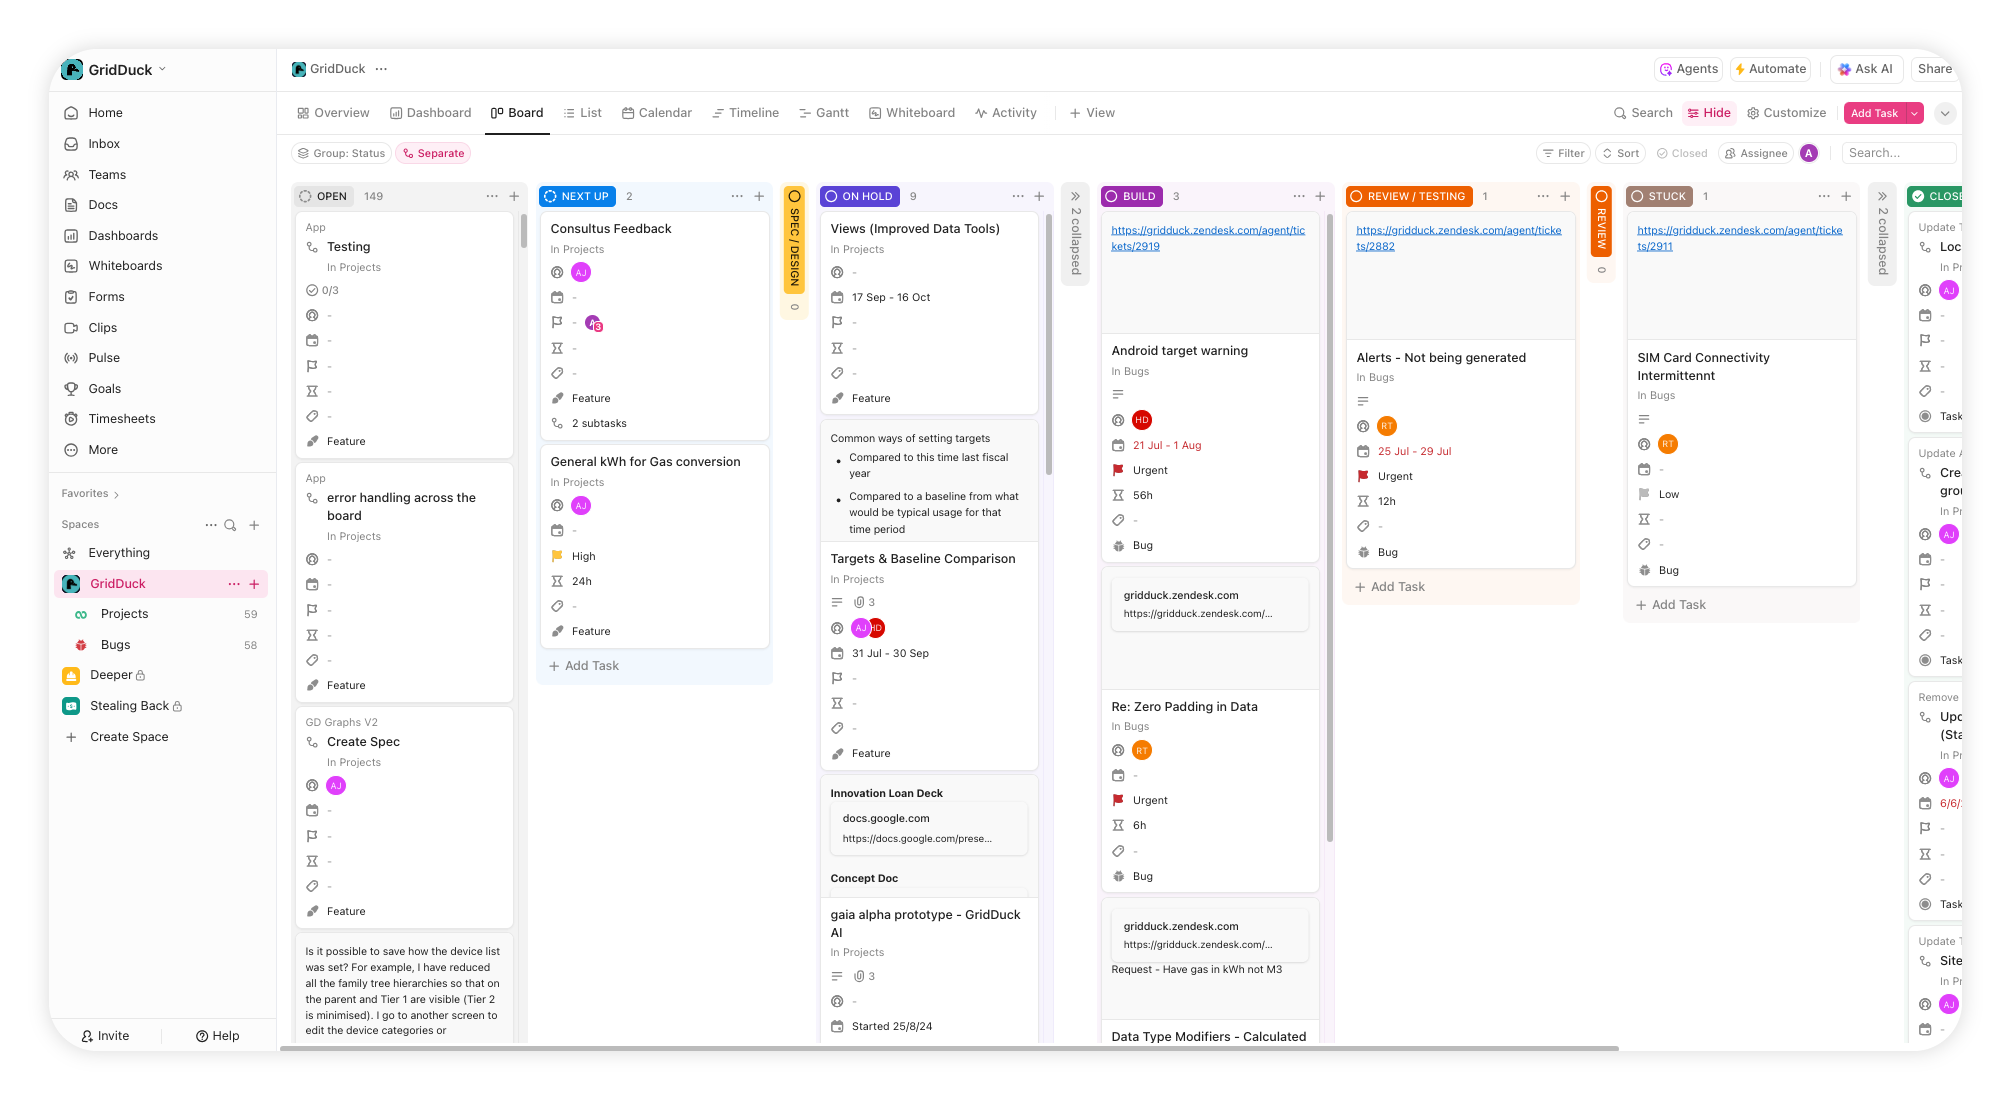 GridDuck
Home
Inbox
Teams
Docs
Dashboards
Whiteboards
Forms
Clips
Pulse
Goals
Timesheets
More
Favorites
Spaces
Everything
GridDuck
Projects 59
Bugs 58
Deeper
Stealing Back
Create Space
Invite
Help
GridDuck
Agents
Automate
Ask AI
Share
Overview
Dashboard
Board
List
Calendar
Timeline
Gantt
Whiteboard
Activity
View
Search
Hide
Customize
Add Task
Group: Status
Separate
Filter
Sort
Closed
Assignee
A
Search...
OPEN 149
App
Testing
In Projects
0/3
-
-
-
-
-
Feature
App
error handling across the
board
In Projects
-
-
-
-
-
Feature
GD Graphs V2
Create Spec
In Projects
AJ
-
-
-
-
Feature
Is it possible to save how the device list
was set? For example, I have reduced
all the family tree hierarchies so that on
the parent and Tier 1 are visible (Tier 2
is minimised). I go to another screen to
edit the device categories or
NEXT UP 2
Consultus Feedback
In Projects
AJ
-
- 3
-
-
Feature
2 subtasks
General kWh for Gas conversion
In Projects
AJ
-
High
24h
-
Feature
Add Task
SPEC / DESIGN
0
ON HOLD 9
Views (Improved Data Tools)
In Projects
-
17 Sep - 16 Oct
-
-
-
Feature
Common ways of setting targets
• Compared to this time last fiscal
year
• Compared to a baseline from what
would be typical usage for that
time period
Targets & Baseline Comparison
In Projects
3
AJ HD
31 Jul - 30 Sep
-
-
-
Feature
Innovation Loan Deck
docs.google.com
https://docs.google.com/prese...
Concept Doc
gaia alpha prototype - GridDuck
AI
In Projects
3
-
Started 25/8/24
2 collapsed
BUILD 3
https://gridduck.zendesk.com/agent/tic
kets/2919
Android target warning
In Bugs
HD
21 Jul - 1 Aug
Urgent
56h
-
Bug
gridduck.zendesk.com
https://gridduck.zendesk.com/...
Re: Zero Padding in Data
In Bugs
RT
-
Urgent
6h
-
Bug
gridduck.zendesk.com
https://gridduck.zendesk.com/...
Request - Have gas in kWh not M3
Data Type Modifiers - Calculated
REVIEW / TESTING 1
https://gridduck.zendesk.com/agent/ticke
ts/2882
Alerts - Not being generated
In Bugs
RT
25 Jul - 29 Jul
Urgent
12h
-
Bug
Add Task
REVIEW
0
STUCK 1
https://gridduck.zendesk.com/agent/ticke
ts/2911
SIM Card Connectivity
Intermittennt
In Bugs
RT
-
Low
-
-
Bug
Add Task
2 collapsed
Update
In
AJ
-
-
-
-
Task
Update
In
AJ
-
-
-
-
Task
Remove
In
AJ
-
-
-
Task
Update
Site
In
AJ
-